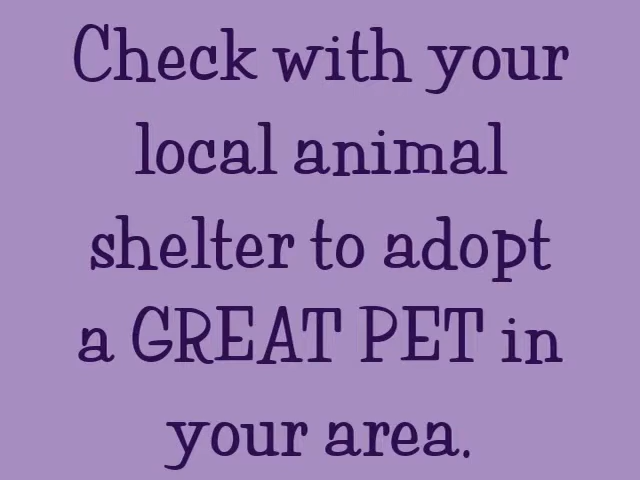 Check with your
local animal
shelter to adopt
a GREAT PET in
your area.